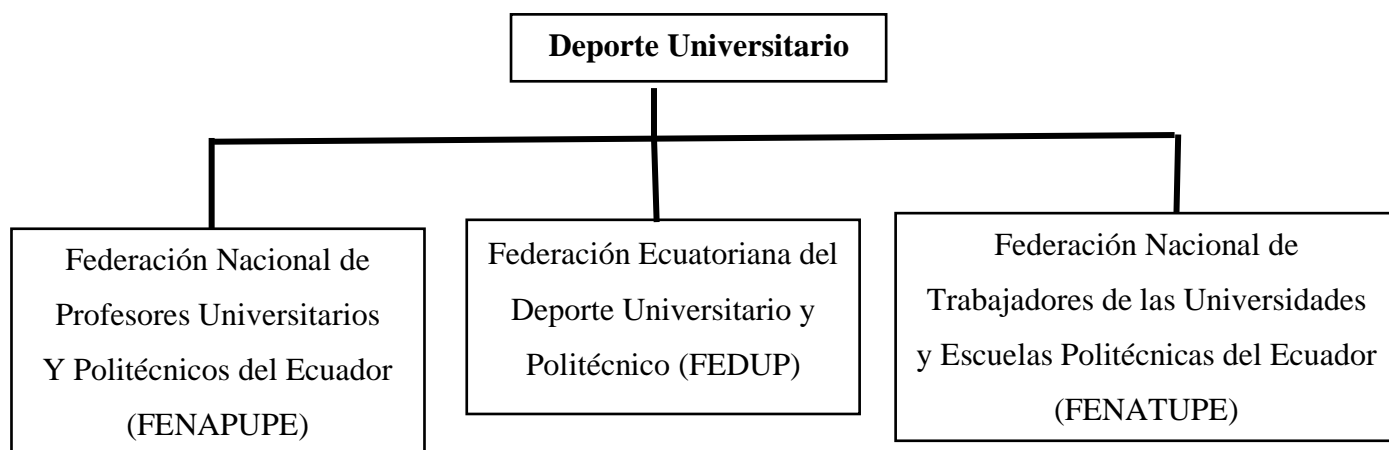 Deporte Universitario
Federación Nacional de
Profesores Universitarios
Y Politécnicos del Ecuador
(FENAPUPE)
Federación Ecuatoriana del
Deporte Universitario y
Politécnico (FEDUP)
Federación Nacional de
Trabajadores de las Universidades
y Escuelas Politécnicas del Ecuador
(FENATUPE)